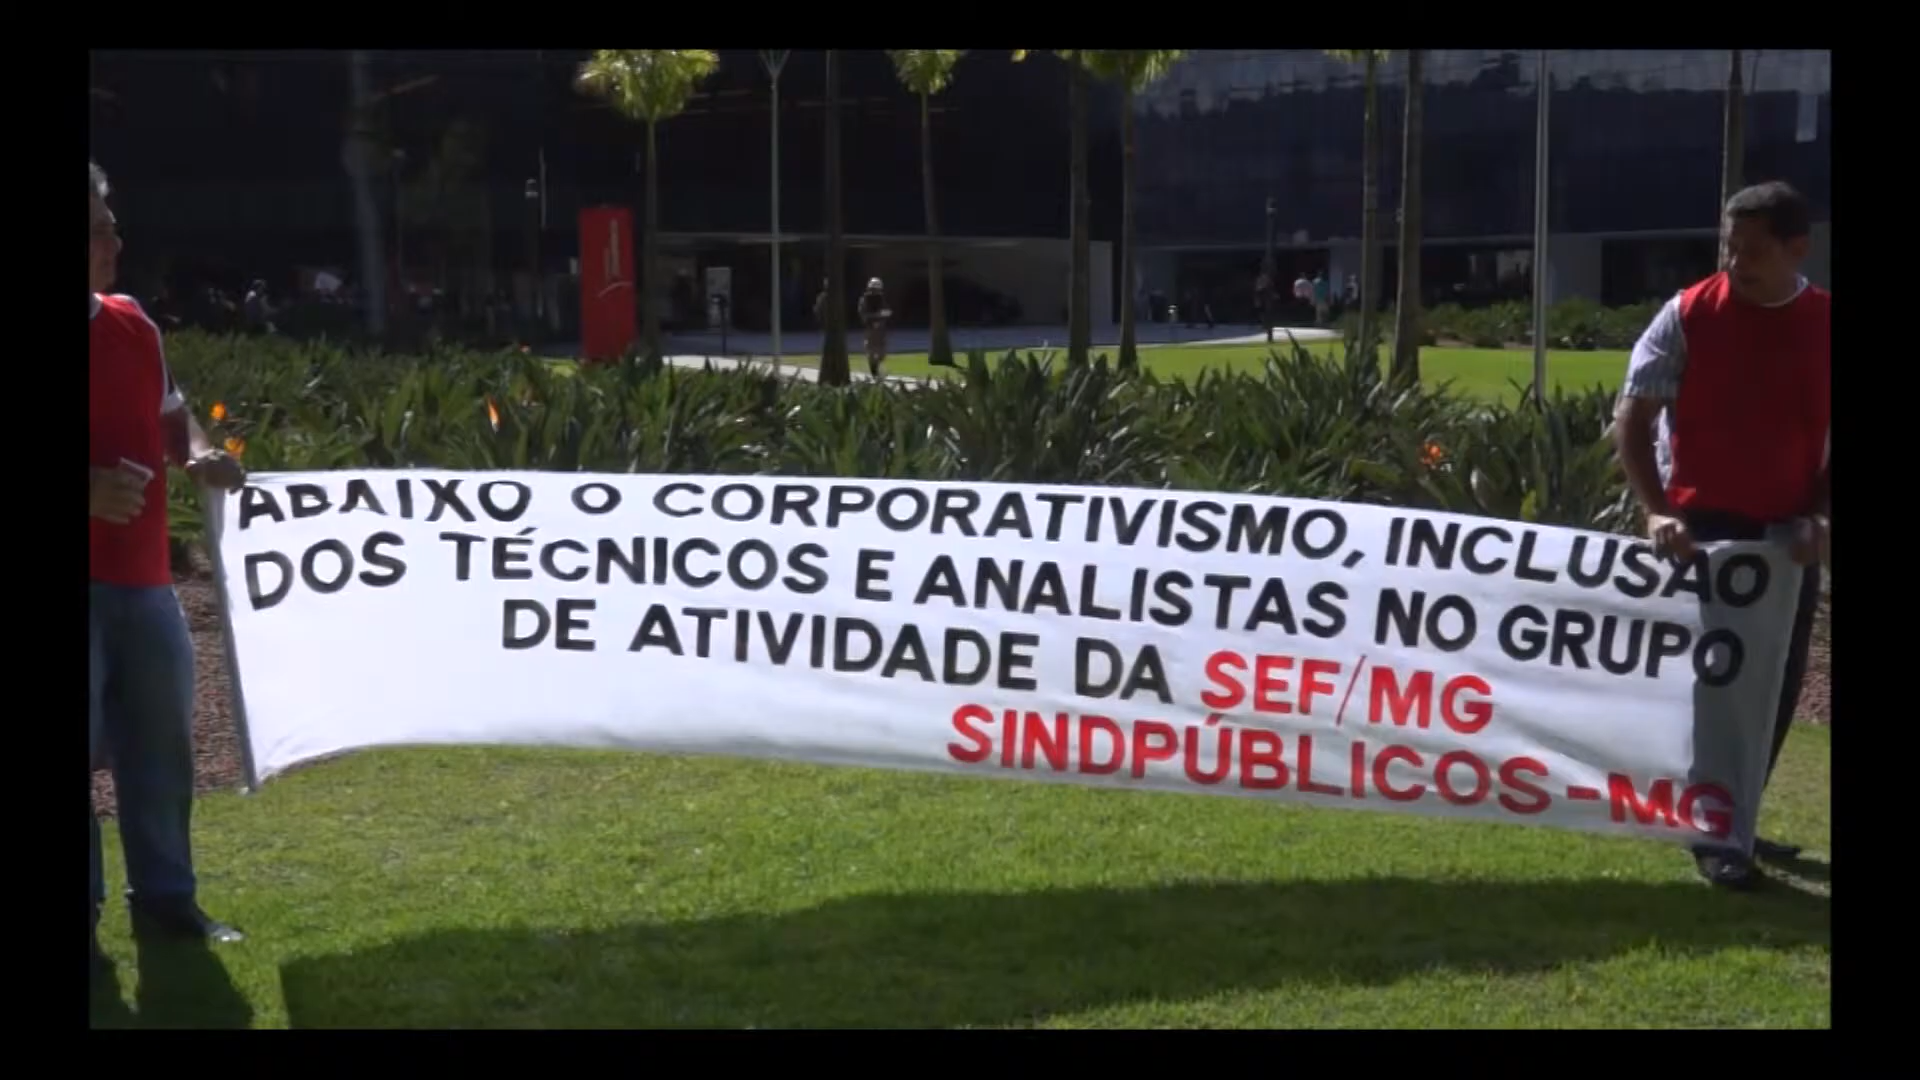 ABAIXO O CORPORATIVISMO, INCLUSÃO
DOS TÉCNICOS E ANALISTAS NO GRUPO
DE ATIVIDADE DA SEF/MG
SINDPÚBLICOS-MG